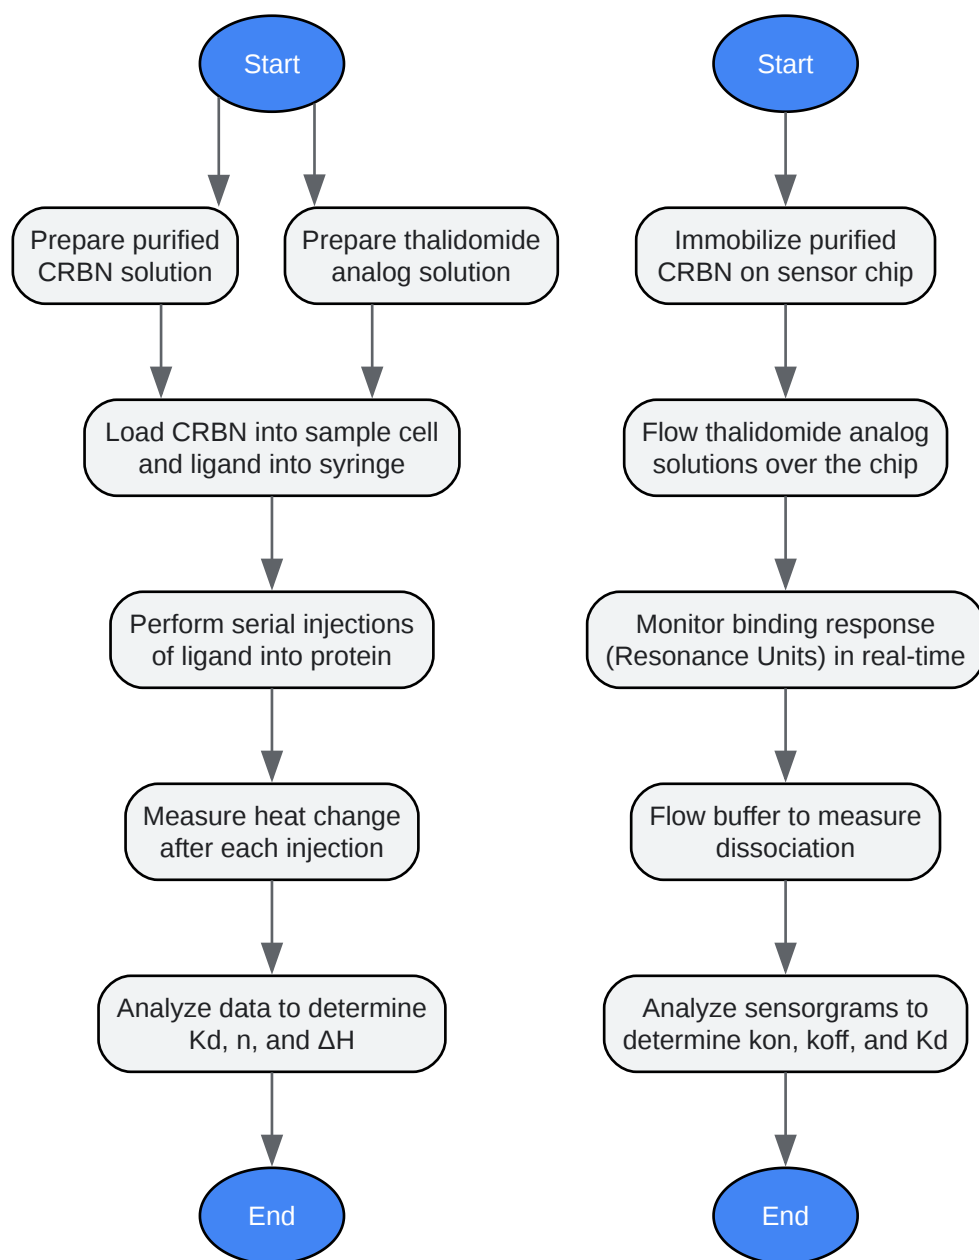 Start
Prepare purified
CRBN solution
Prepare thalidomide
analog solution
Load CRBN into sample cell
and ligand into syringe
Perform serial injections
of ligand into protein
Measure heat change
after each injection
Analyze data to determine
Kd, n, and ΔH
End
Start
Immobilize purified
CRBN on sensor chip
Flow thalidomide analog
solutions over the chip
Monitor binding response
(Resonance Units) in real-time
Flow buffer to measure
dissociation
Analyze sensorgrams to
determine kon, koff, and Kd
End